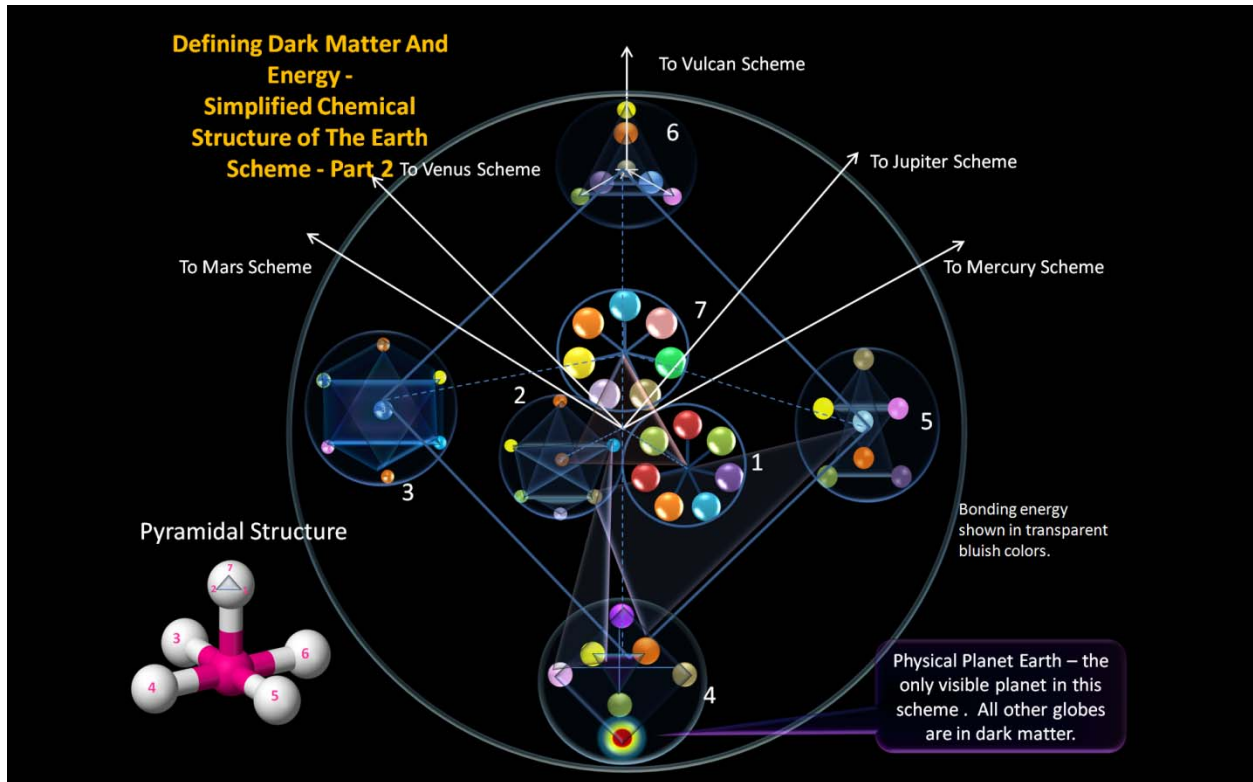 Defining Dark Matter And
Energy -
Simplified Chemical
Structure of The Earth
Scheme - Part 2
To Vulcan Scheme
To Venus Scheme
To Jupiter Scheme
To Mars Scheme
To Mercury Scheme
6
7
2
1
3
5
4
Bonding energy
shown in transparent
bluish colors.
Pyramidal Structure
7
2
3
6
4
5
Physical Planet Earth – the
only visible planet in this
scheme .  All other globes
are in dark matter.